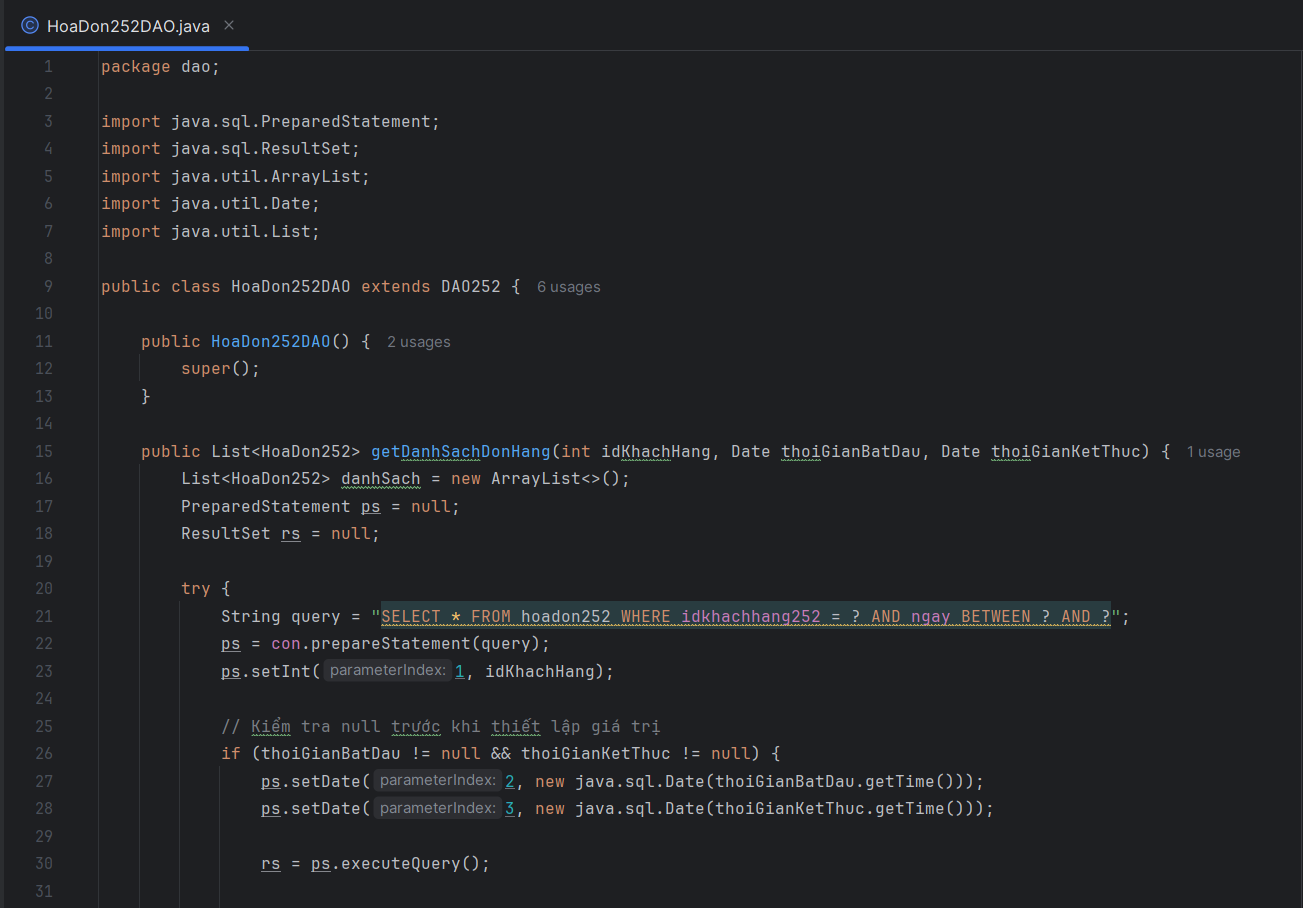 HoaDon252DAO.java
1 package dao;
2
3 import java.sql.PreparedStatement;
4 import java.sql.ResultSet;
5 import java.util.ArrayList;
6 import java.util.Date;
7 import java.util.List;
8
9 public class HoaDon252DAO extends DAO252 { 6 usages
10
11     public HoaDon252DAO() { 2 usages
12         super();
13     }
14
15     public List<HoaDon252> getDanhSachDonHang(int idKhachHang, Date thoiGianBatDau, Date thoiGianKetThuc) { 1 usage
16         List<HoaDon252> danhSach = new ArrayList<>();
17         PreparedStatement ps = null;
18         ResultSet rs = null;
19
20         try {
21             String query = "SELECT * FROM hoadon252 WHERE idkhachhang252 = ? AND ngay BETWEEN ? AND ?";
22             ps = con.prepareStatement(query);
23             ps.setInt( parameterIndex: 1, idKhachHang);
24
25             // Kiểm tra null trước khi thiết lập giá trị
26             if (thoiGianBatDau != null && thoiGianKetThuc != null) {
27                 ps.setDate( parameterIndex: 2, new java.sql.Date(thoiGianBatDau.getTime()));
28                 ps.setDate( parameterIndex: 3, new java.sql.Date(thoiGianKetThuc.getTime()));
29
30                 rs = ps.executeQuery();
31